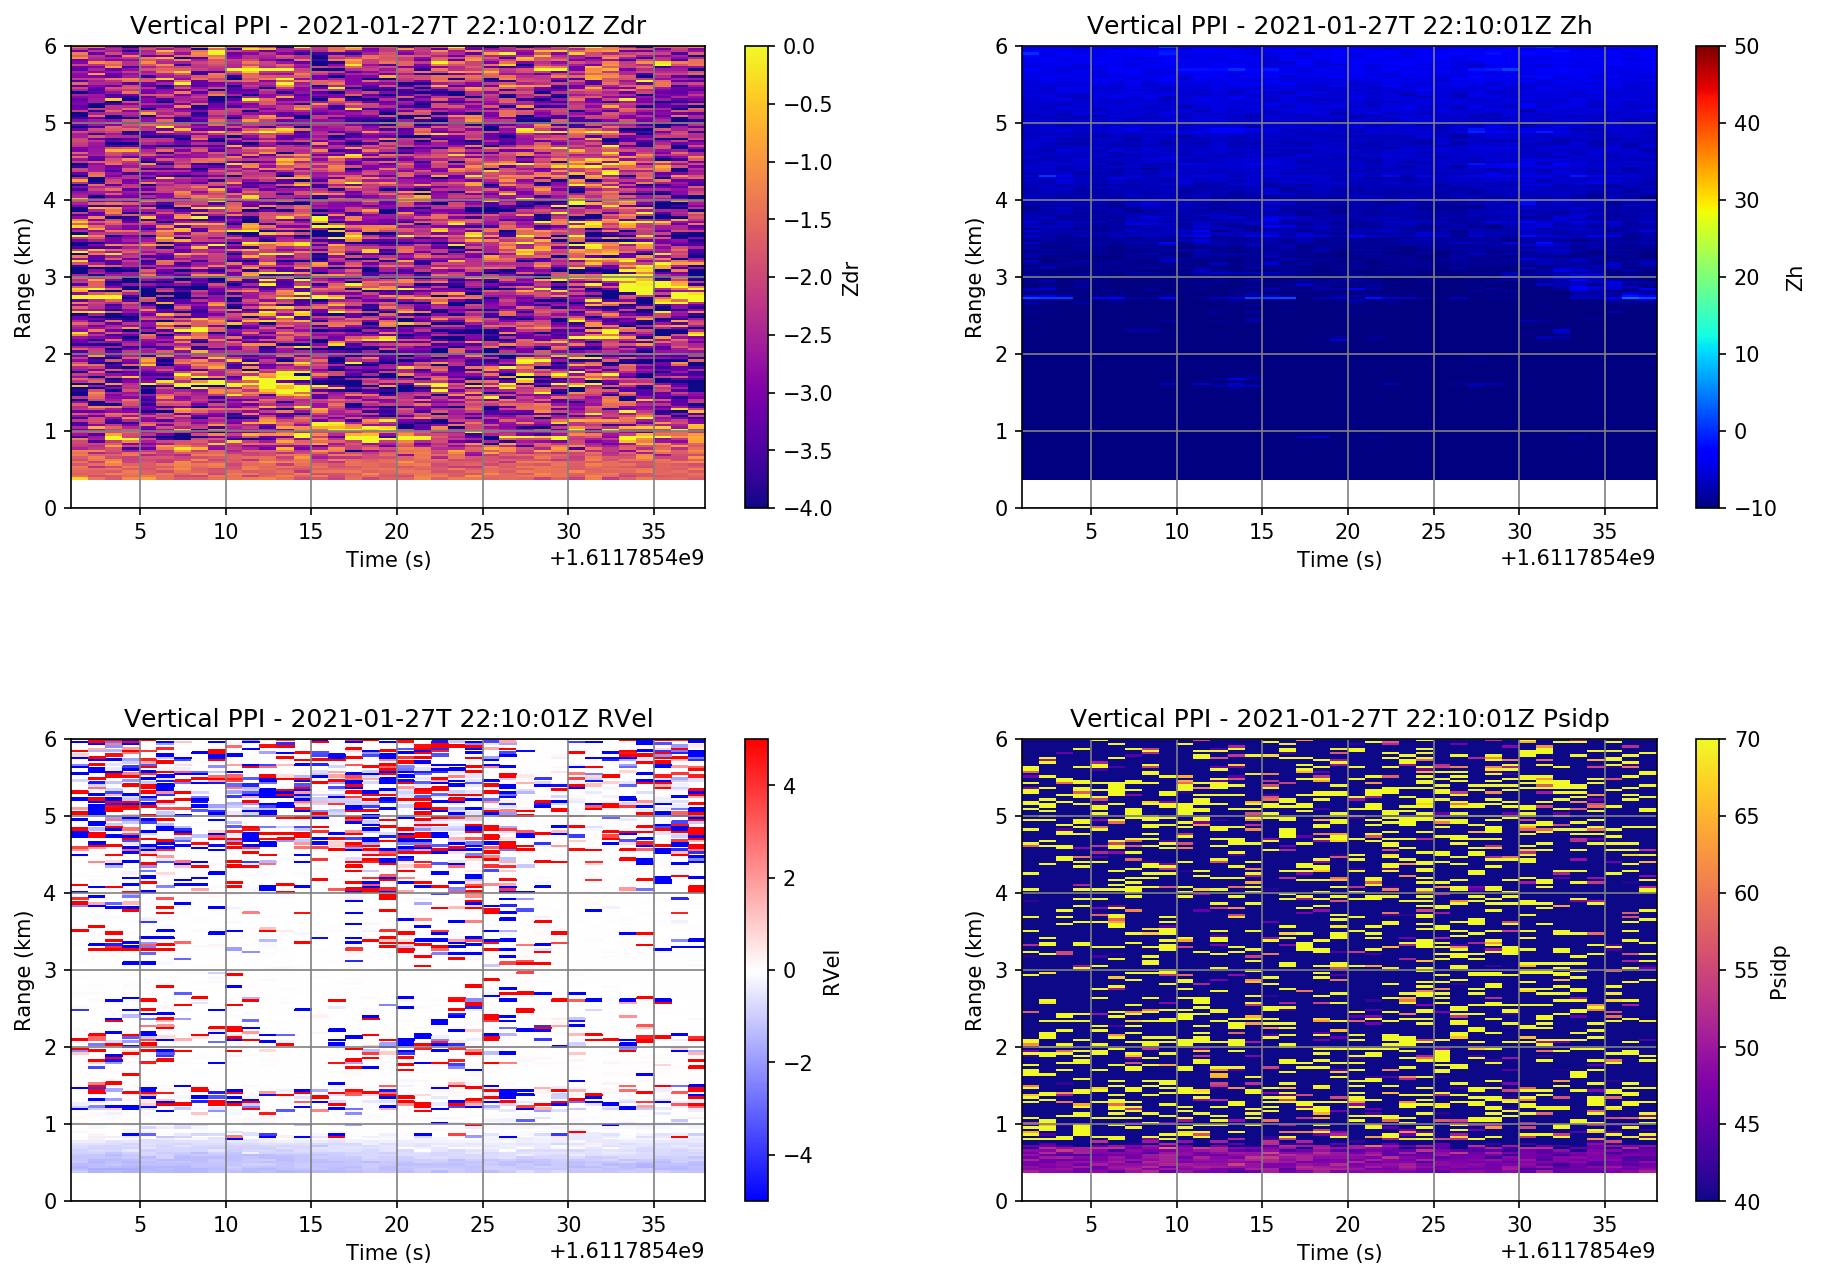 Vertical PPI - 2021-01-27T 22:10:01Z Zdr
6
5
4
3
2
1
0
Range (km)
5 10 15 20 25 30 35
Time (s)
+1.6117854e9
0.0
−0.5
−1.0
−1.5
−2.0
−2.5
−3.0
−3.5
−4.0
Zdr
Vertical PPI - 2021-01-27T 22:10:01Z Zh
6
5
4
3
2
1
0
Range (km)
5 10 15 20 25 30 35
Time (s)
+1.6117854e9
50
40
30
20
10
0
−10
Zh
Vertical PPI - 2021-01-27T 22:10:01Z RVel
6
5
4
3
2
1
0
Range (km)
5 10 15 20 25 30 35
Time (s)
+1.6117854e9
4
2
0
−2
−4
RVel
Vertical PPI - 2021-01-27T 22:10:01Z Psidp
6
5
4
3
2
1
0
Range (km)
5 10 15 20 25 30 35
Time (s)
+1.6117854e9
70
65
60
55
50
45
40
Psidp